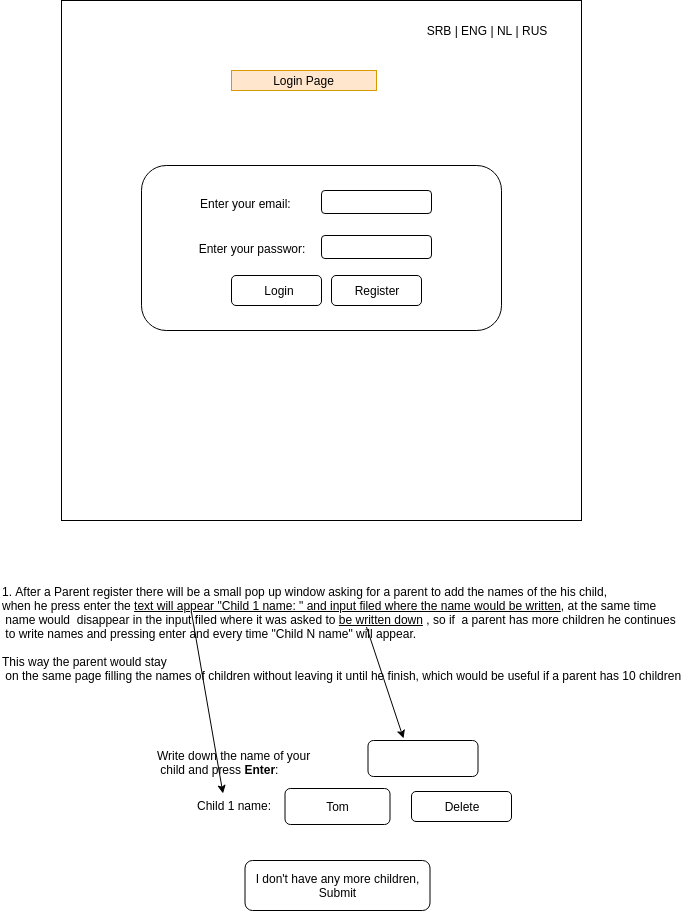 SRB | ENG | NL | RUS
Login Page
Enter your email:
Enter your passwor:
Login
Register
1. After a Parent register there will be a small pop up window asking for a parent to add the names of the his child,
when he press enter the text will appear "Child 1 name: " and input filed where the name would be written, at the same time
name would disappear in the input filed where it was asked to be written down , so if a parent has more children he continues
to write names and pressing enter and every time "Child N name" will appear.
This way the parent would stay
on the same page filling the names of children without leaving it until he finish, which would be useful if a parent has 10 children
Write down the name of your
child and press Enter:
Child 1 name:
Tom
Delete
I don't have any more children,
Submit